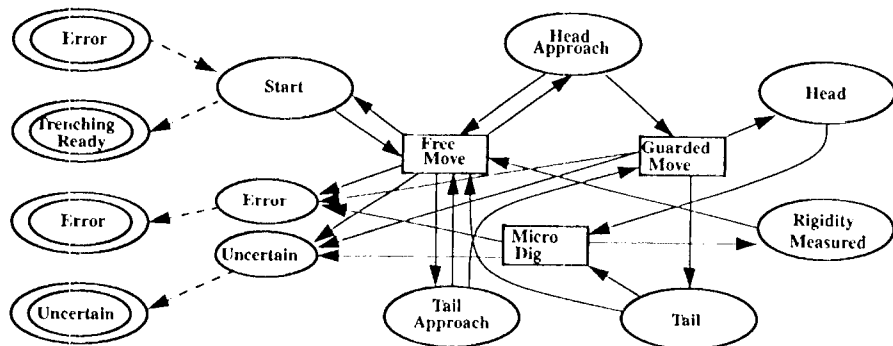 Error
Head
Approach
Start
Head
Trenching
Ready
Free
Move
Guarded
Move
Error
Error
Micro
Dig
Rigidity
Measured
Uncertain
Uncertain
Tail
Approach
Tail